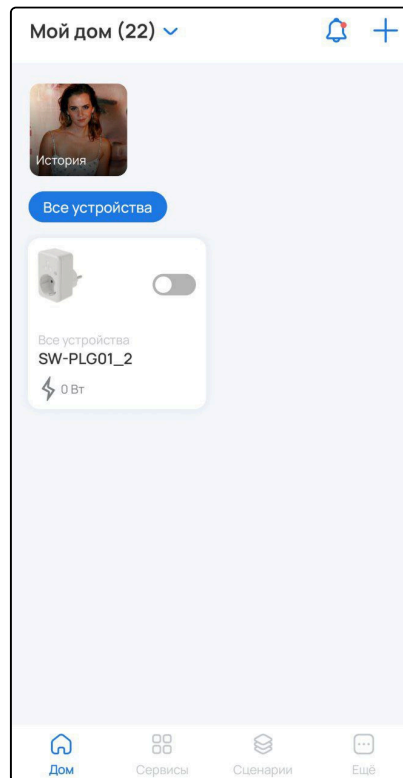 Мой дом (22)
История
Все устройства
Все устройства
SW-PLG01_2
0 Вт
Дом
Сервисы
Сценарии
Ещё